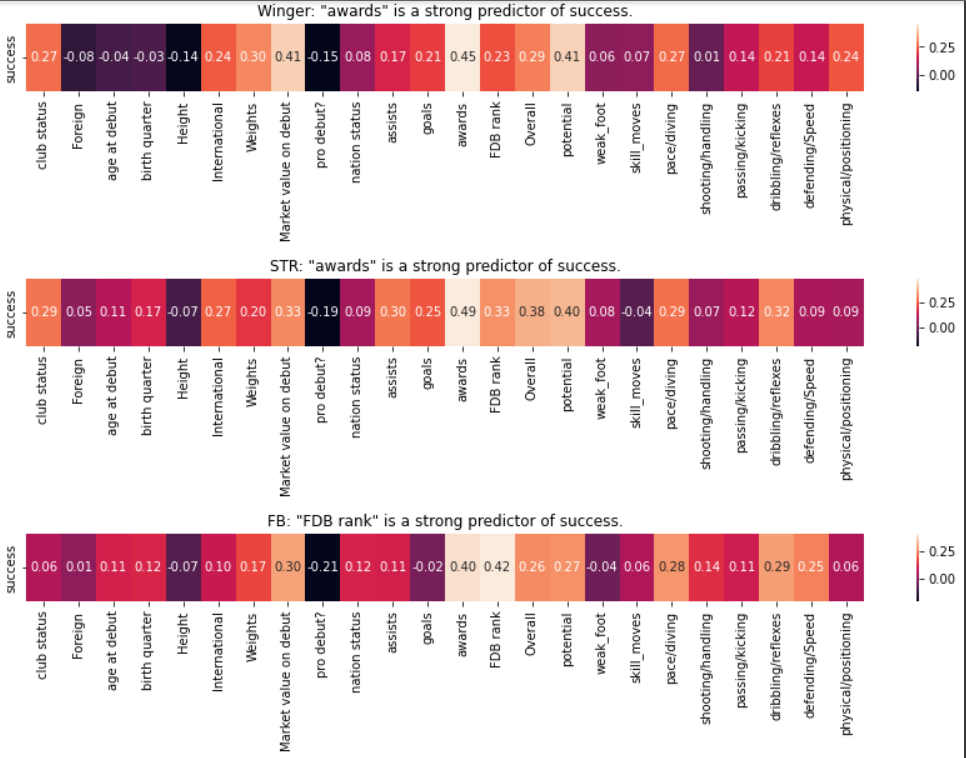 Winger: "awards" is a strong predictor of success.
success
0.27 -0.08 -0.04 -0.03 -0.14 0.24 0.30 0.41 -0.15 0.08 0.17 0.21 0.45 0.23 0.29 0.41 0.06 0.07 0.27 0.01 0.14 0.21 0.14 0.24
0.25
0.00
club status
Foreign
age at debut
birth quarter
Height
International
Weights
Market value on debut
pro debut?
nation status
assists
goals
awards
FDB rank
Overall
potential
weak_foot
skill_moves
pace/diving
shooting/handling
passing/kicking
dribbling/reflexes
defending/Speed
physical/positioning
STR: "awards" is a strong predictor of success.
success
0.29 0.05 0.11 0.17 -0.07 0.27 0.20 0.33 -0.19 0.09 0.30 0.25 0.49 0.33 0.38 0.40 0.08 -0.04 0.29 0.07 0.12 0.32 0.09 0.09
0.25
0.00
club status
Foreign
age at debut
birth quarter
Height
International
Weights
Market value on debut
pro debut?
nation status
assists
goals
awards
FDB rank
Overall
potential
weak_foot
skill_moves
pace/diving
shooting/handling
passing/kicking
dribbling/reflexes
defending/Speed
physical/positioning
FB: "FDB rank" is a strong predictor of success.
success
0.06 0.01 0.11 0.12 -0.07 0.10 0.17 0.30 -0.21 0.12 0.11 -0.02 0.40 0.42 0.26 0.27 -0.04 0.06 0.28 0.14 0.11 0.29 0.25 0.06
0.25
0.00
club status
Foreign
age at debut
birth quarter
Height
International
Weights
Market value on debut
pro debut?
nation status
assists
goals
awards
FDB rank
Overall
potential
weak_foot
skill_moves
pace/diving
shooting/handling
passing/kicking
dribbling/reflexes
defending/Speed
physical/positioning